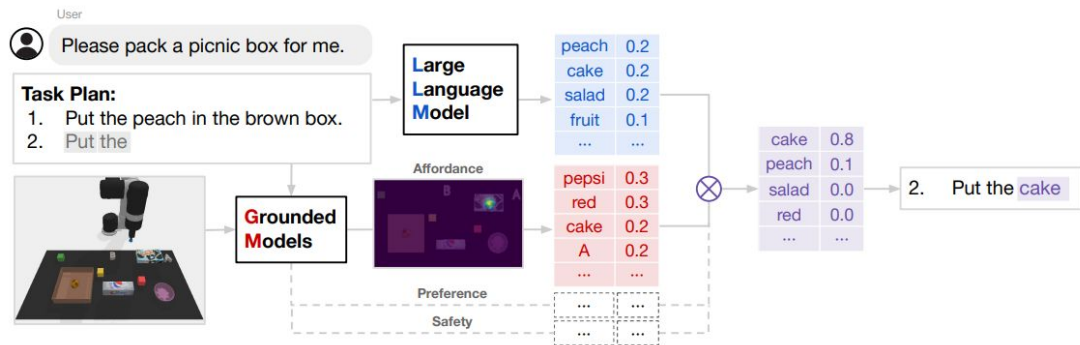 User
Please pack a picnic box for me.
Task Plan:
1. Put the peach in the brown box.
2. Put the
Large
Language
Model
peach 0.2
cake 0.2
salad 0.2
fruit 0.1
... ...
Grounded
Models
Affordance
B A
pepsi 0.3
red 0.3
cake 0.2
A 0.2
... ...
Preference
... ...
Safety
... ...
cake 0.8
peach 0.1
salad 0.0
red 0.0
... ...
2. Put the cake